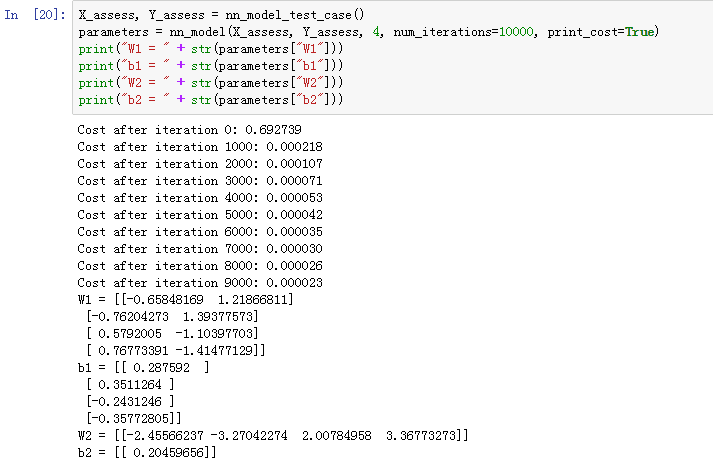 In [20]: X_assess, Y_assess = nn_model_test_case()
parameters = nn_model(X_assess, Y_assess, 4, num_iterations=10000, print_cost=True)
print("W1 = " + str(parameters["W1"]))
print("b1 = " + str(parameters["b1"]))
print("W2 = " + str(parameters["W2"]))
print("b2 = " + str(parameters["b2"]))
Cost after iteration 0: 0.692739
Cost after iteration 1000: 0.000218
Cost after iteration 2000: 0.000107
Cost after iteration 3000: 0.000071
Cost after iteration 4000: 0.000053
Cost after iteration 5000: 0.000042
Cost after iteration 6000: 0.000035
Cost after iteration 7000: 0.000030
Cost after iteration 8000: 0.000026
Cost after iteration 9000: 0.000023
W1 = [[-0.65848169  1.21866811]
 [-0.76204273  1.39377573]
 [ 0.5792005  -1.10397703]
 [ 0.76773391 -1.41477129]]
b1 = [[ 0.287592  ]
 [ 0.3511264 ]
 [-0.2431246 ]
 [-0.35772805]]
W2 = [[-2.45566237 -3.27042274  2.00784958  3.36773273]]
b2 = [[ 0.20459656]]